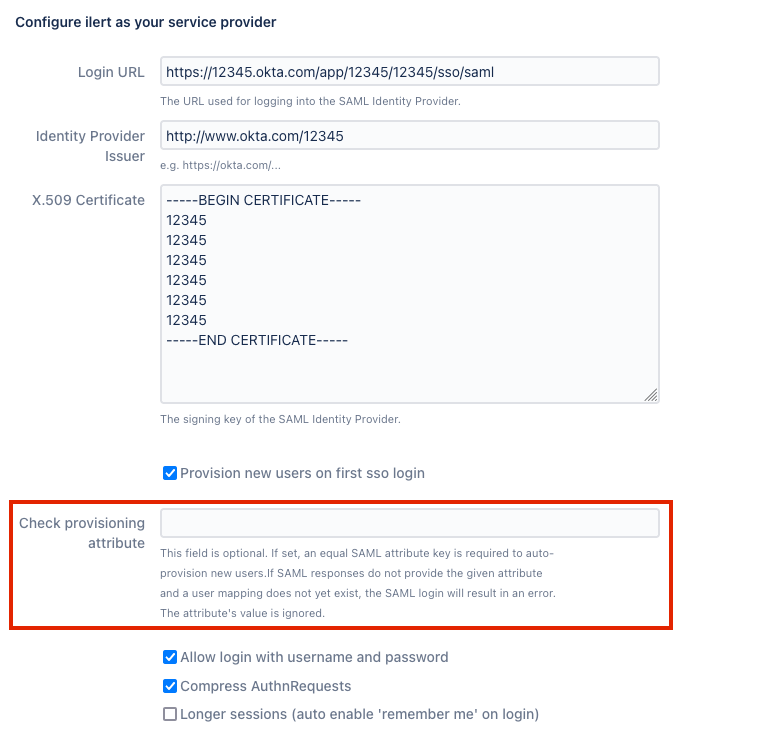 Configure ilert as your service provider
Login URL
https://12345.okta.com/app/12345/12345/sso/saml
The URL used for logging into the SAML Identity Provider.
Identity Provider
Issuer
http://www.okta.com/12345
e.g. https://okta.com/...
X.509 Certificate
-----BEGIN CERTIFICATE-----
12345
12345
12345
12345
12345
12345
-----END CERTIFICATE-----
The signing key of the SAML Identity Provider.
Provision new users on first sso login
Check provisioning
attribute
This field is optional. If set, an equal SAML attribute key is required to auto-
provision new users.If SAML responses do not provide the given attribute
and a user mapping does not yet exist, the SAML login will result in an error.
The attribute's value is ignored.
Allow login with username and password
Compress AuthnRequests
Longer sessions (auto enable 'remember me' on login)